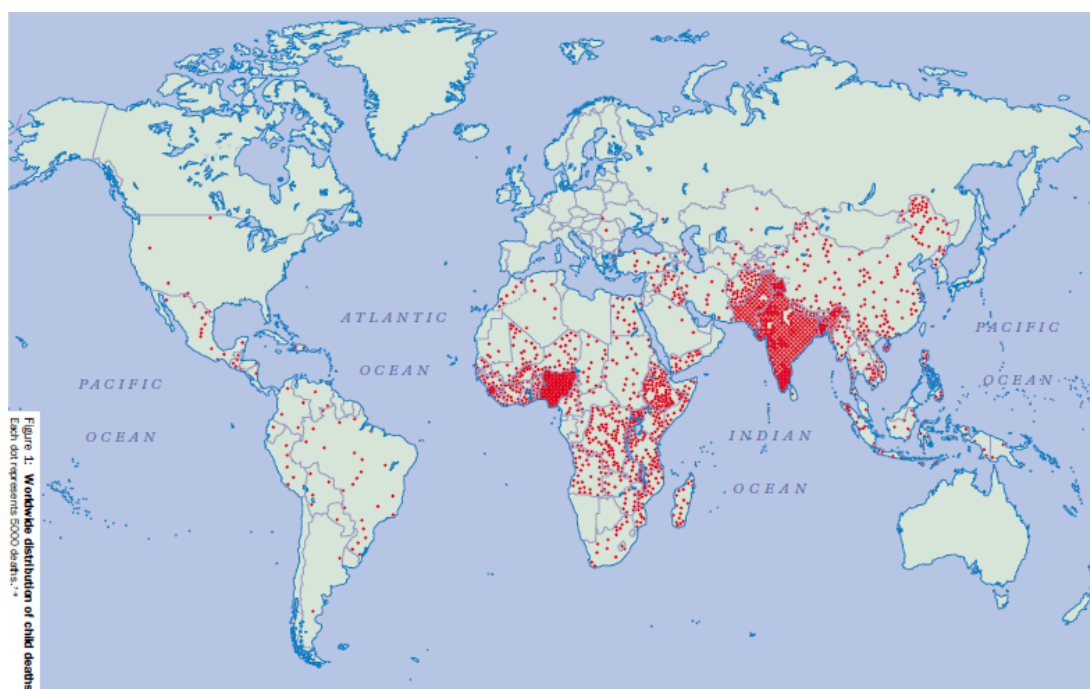 ATLANTIC
OCEAN
PACIFIC
OCEAN
INDIAN
OCEAN
PACIFIC
OCEAN
Figure 1: Worldwide distribution of child deaths
Each dot represents 5000 deaths.